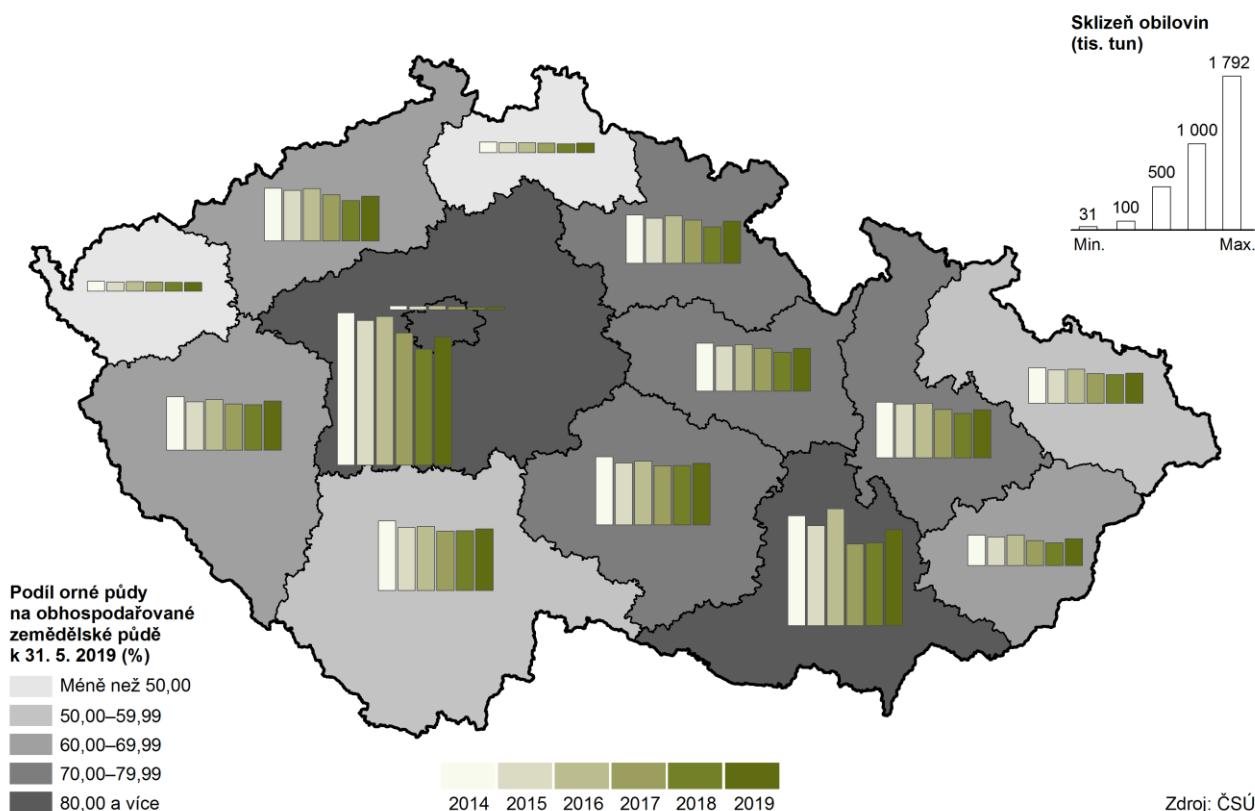 Sklizeň obilovin
(tis. tun)
1 792
1 000
500
100
31
Min.
Max.
Podíl orné půdy
na obhospodařované
zemědělské půdě
k 31. 5. 2019 (%)
Méně než 50,00
50,00–59,99
60,00–69,99
70,00–79,99
80,00 a více
2014 2015 2016 2017 2018 2019
Zdroj: ČSÚ